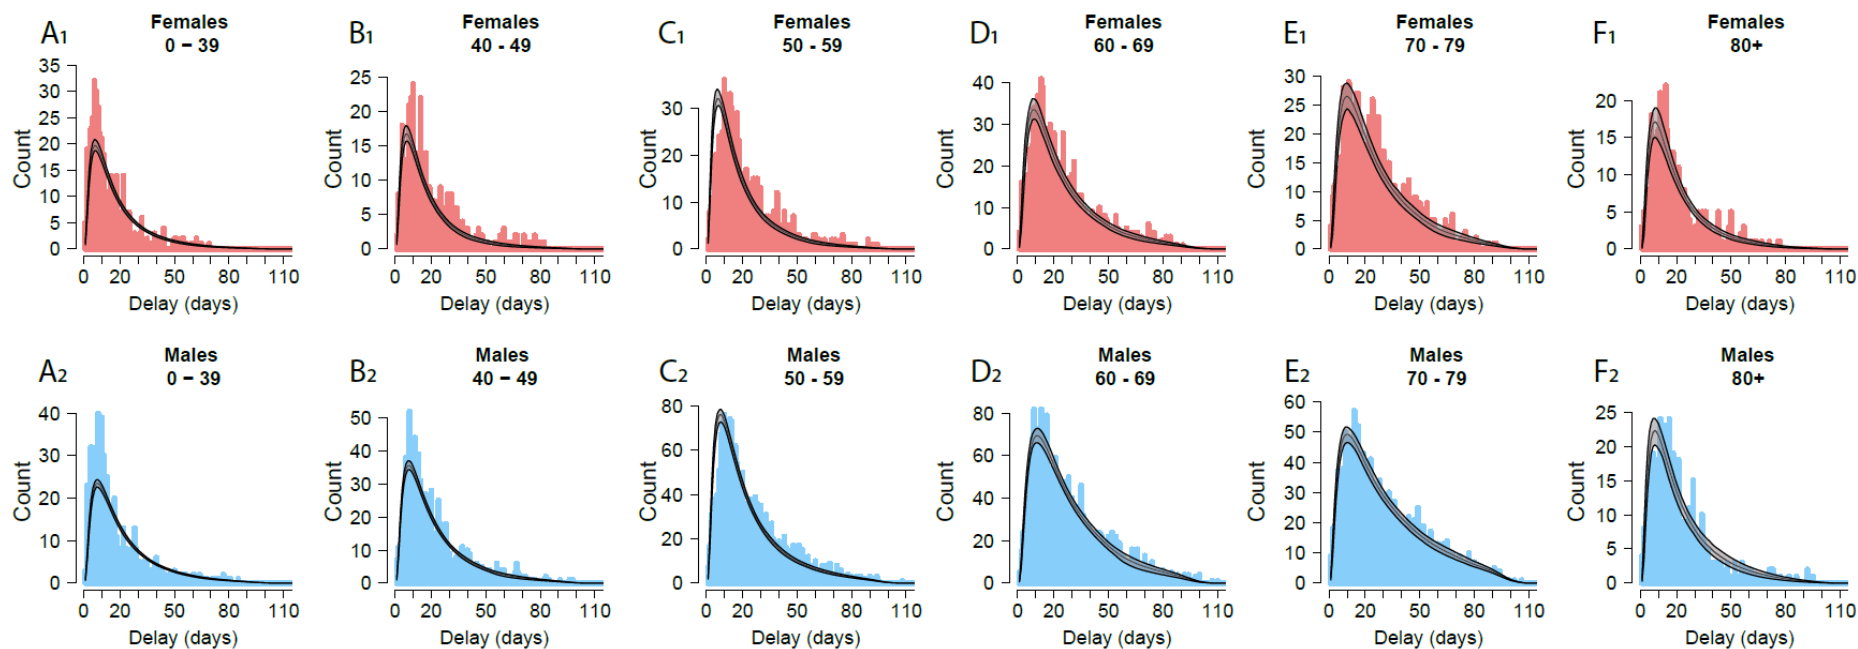 A1 Females 0 – 39
B1 Females 40 - 49
C1 Females 50 - 59
D1 Females 60 - 69
E1 Females 70 - 79
F1 Females 80+
Count 35 30 25 20 15 10 5 0
Count 25 20 15 10 5 0
Count 30 20 10 0
Count 40 30 20 10 0
Count 30 25 20 15 10 5 0
Count 20 15 10 5 0
0 20 50 80 110
0 20 50 80 110
0 20 50 80 110
0 20 50 80 110
0 20 50 80 110
0 20 50 80 110
Delay (days)
Delay (days)
Delay (days)
Delay (days)
Delay (days)
Delay (days)
A2 Males 0 – 39
B2 Males 40 – 49
C2 Males 50 - 59
D2 Males 60 - 69
E2 Males 70 - 79
F2 Males 80+
Count 40 30 20 10 0
Count 50 40 30 20 10 0
Count 80 60 40 20 0
Count 80 60 40 20 0
Count 60 50 40 30 20 10 0
Count 25 20 15 10 5 0
0 20 50 80 110
0 20 50 80 110
0 20 50 80 110
0 20 50 80 110
0 20 50 80 110
0 20 50 80 110
Delay (days)
Delay (days)
Delay (days)
Delay (days)
Delay (days)
Delay (days)